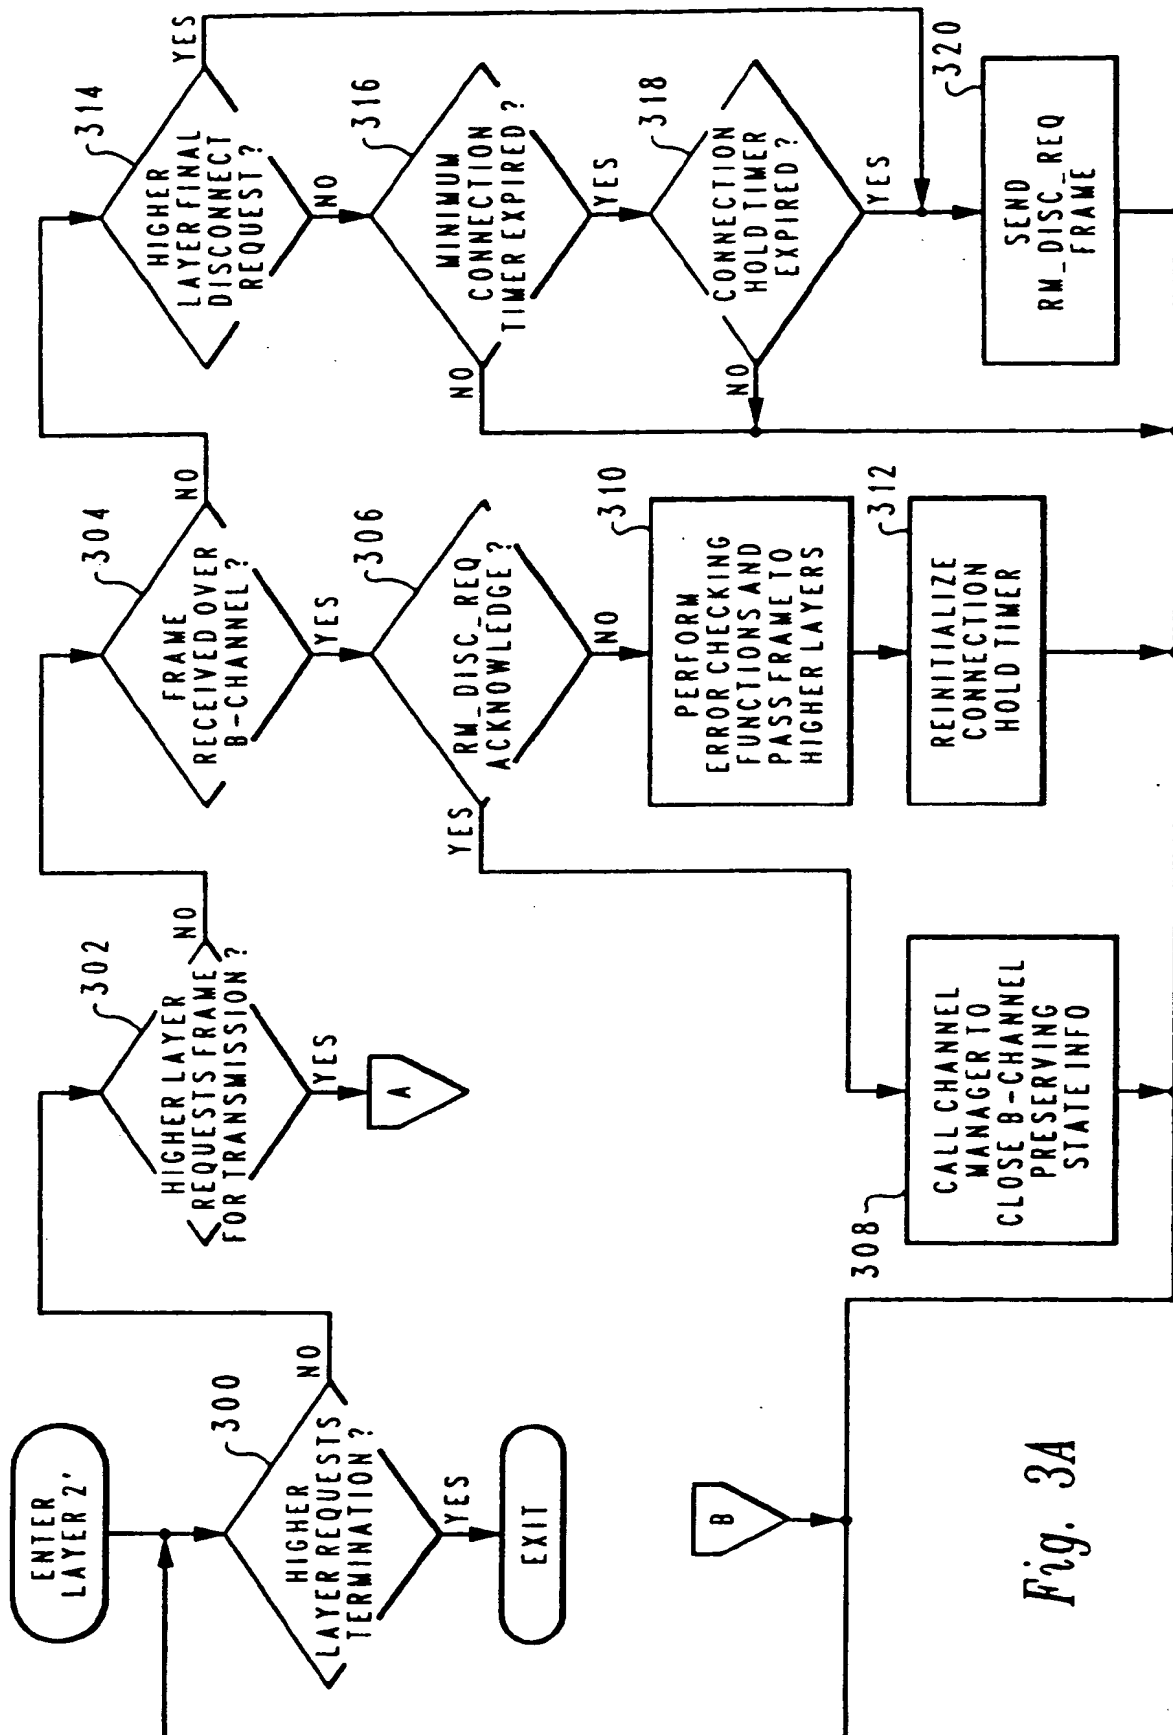 ENTER
LAYER 2'
300
HIGHER
LAYER REQUESTS
TERMINATION?
NO
YES
EXIT
302
HIGHER LAYER
REQUESTS FRAME
FOR TRANSMISSION?
NO
YES
A
304
FRAME
RECEIVED OVER
B-CHANNEL?
NO
YES
306
RM_DISC_REQ
ACKNOWLEDGE?
YES
NO
308
CALL CHANNEL
MANAGER TO
CLOSE B-CHANNEL
PRESERVING
STATE INFO
310
PERFORM
ERROR CHECKING
FUNCTIONS AND
PASS FRAME TO
HIGHER LAYERS
312
REINITIALIZE
CONNECTION
HOLD TIMER
314
HIGHER
LAYER FINAL
DISCONNECT
REQUEST?
YES
NO
316
MINIMUM
CONNECTION
TIMER EXPIRED?
NO
YES
318
CONNECTION
HOLD TIMER
EXPIRED?
NO
YES
320
SEND
RM_DISC_REQ
FRAME
B
Fig. 3A